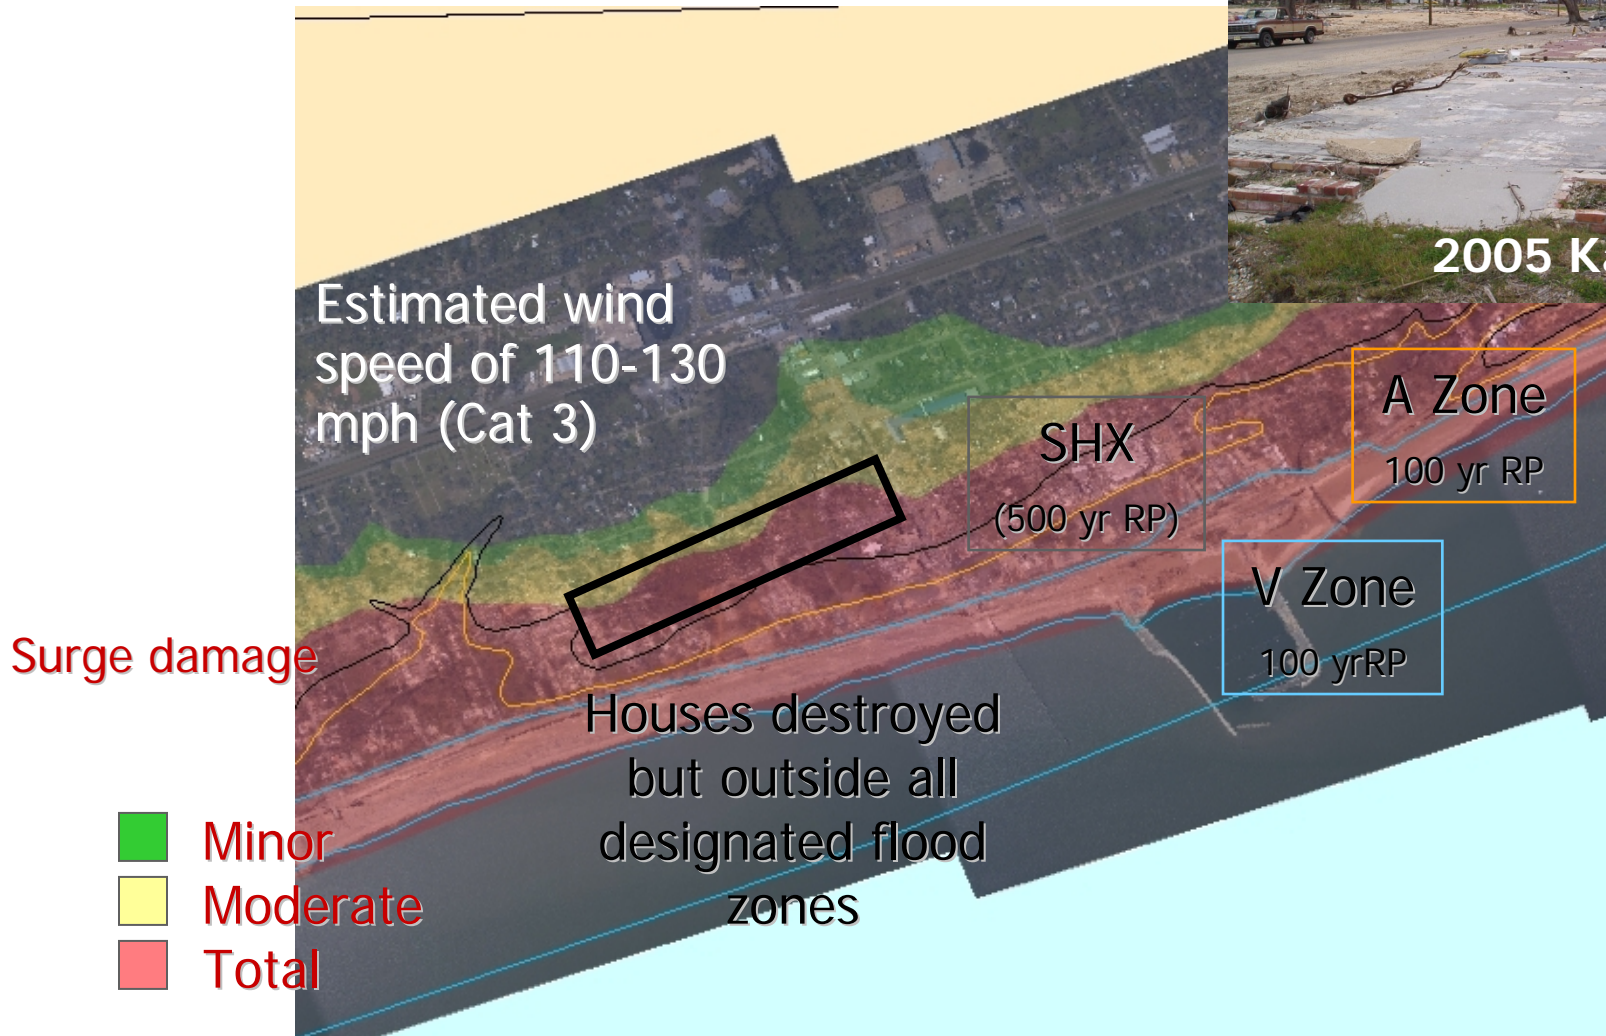 2005 Ka
Estimated wind
speed of 110-130
mph (Cat 3)
A Zone
100 yr RP
SHX
(500 yr RP)
V Zone
100 yrRP
Surge damage
Houses destroyed
but outside all
designated flood
zones
Minor
Moderate
Total